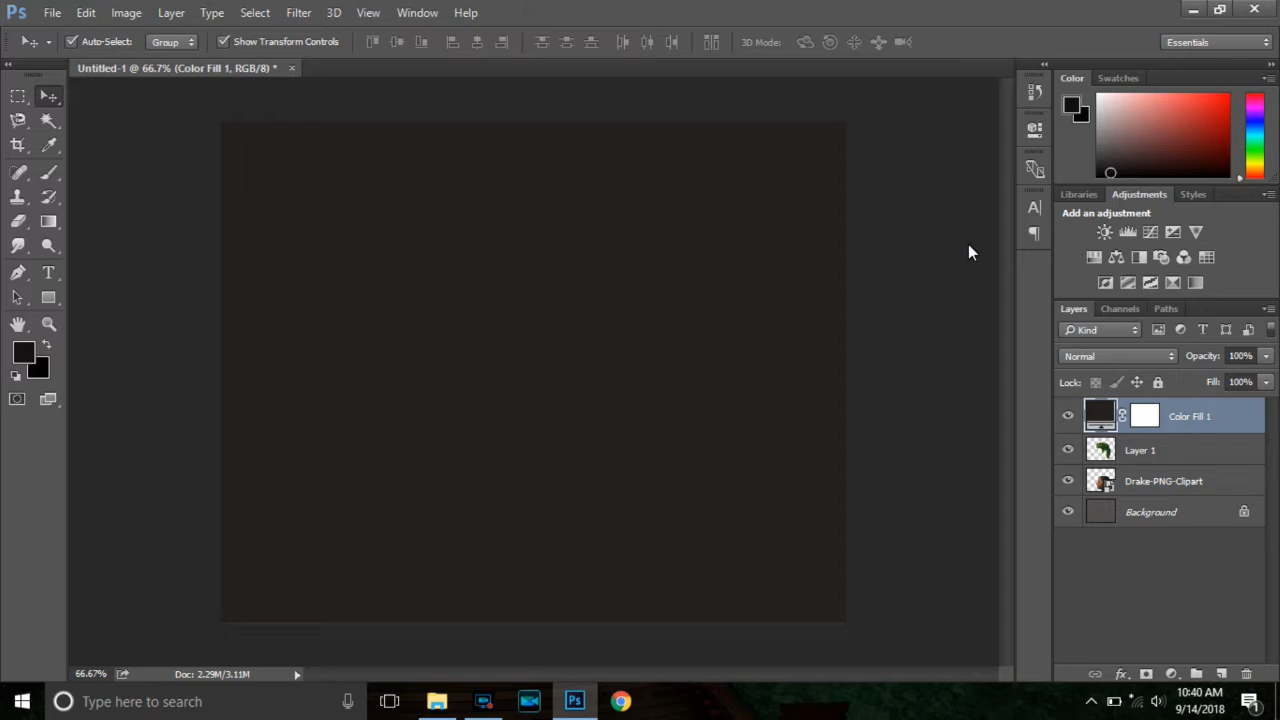 Ps File Edit Image Layer Type Select Filter 3D View Window Help
Auto-Select: Group Show Transform Controls 3D Mode: Essentials
Untitled-1 @ 66.7% (Color Fill 1, RGB/8) * ×
Color Swatches
Libraries Adjustments Styles
Add an adjustment
Layers Channels Paths
Kind
Normal Opacity: 100%
Lock: Fill: 100%
Color Fill 1
Layer 1
Drake-PNG-Clipart
Background
66.67% Doc: 2.29M/3.11M
Type here to search
Ps
10:40 AM
9/14/2018
1